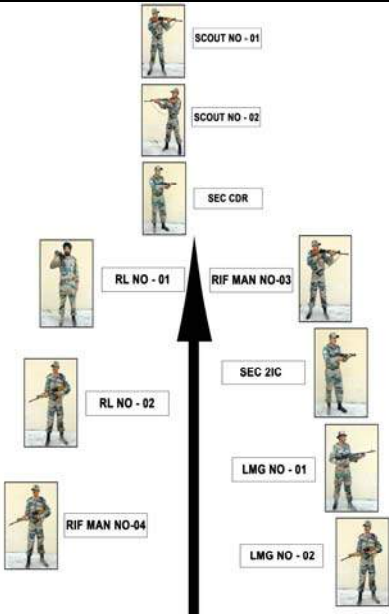 SCOUT NO - 01
SCOUT NO - 02
SEC CDR
RL NO - 01
RIF MAN NO-03
SEC 2IC
RL NO - 02
LMG NO - 01
RIF MAN NO-04
LMG NO - 02